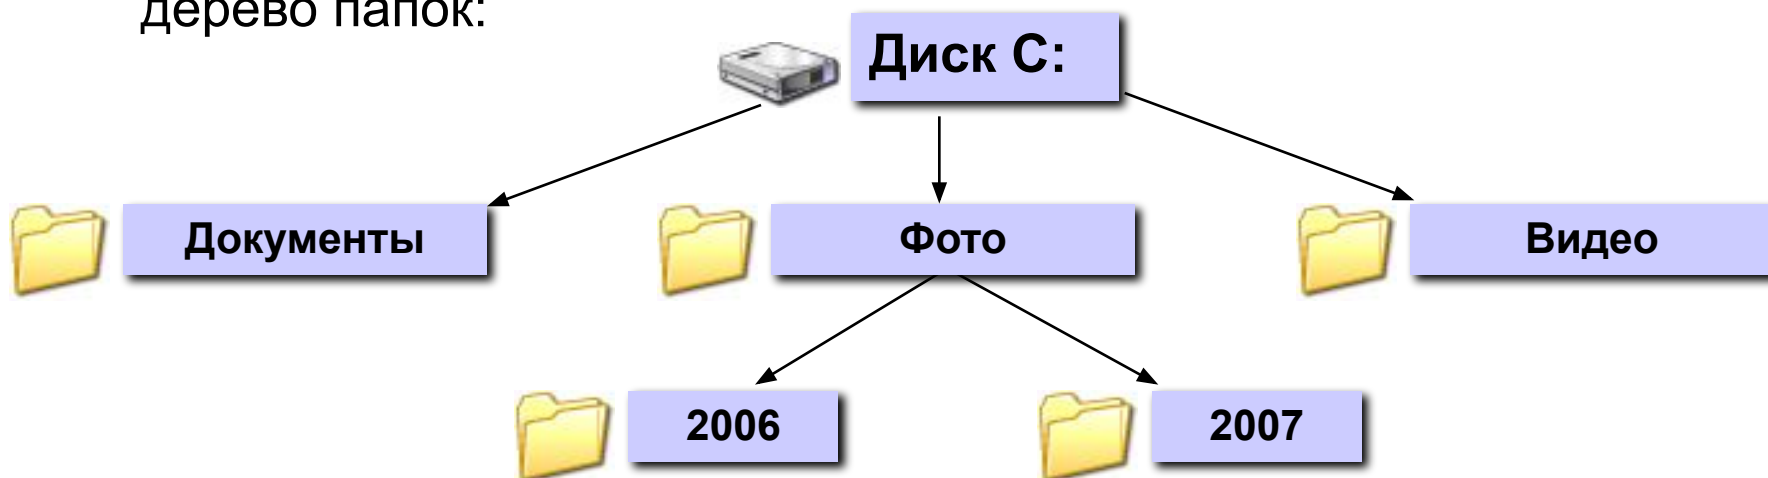 дерево папок:
Диск C:
Документы
Фото
Видео
2006
2007